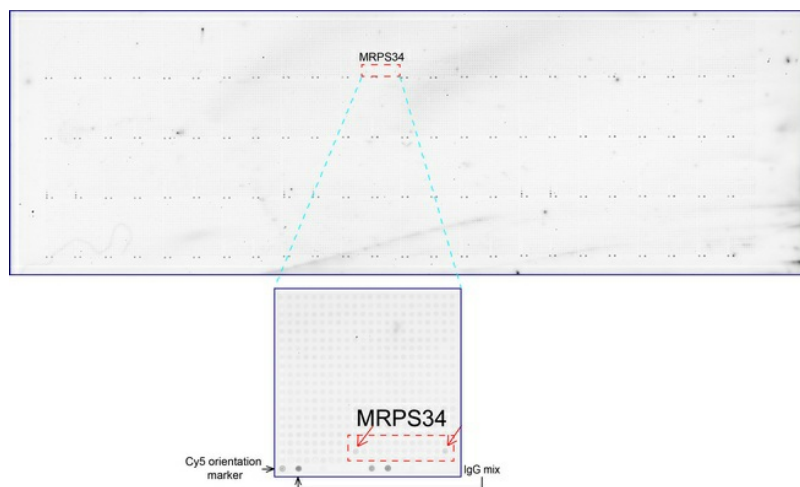 MRPS34
MRPS34
Cy5 orientation
marker
IgG mix